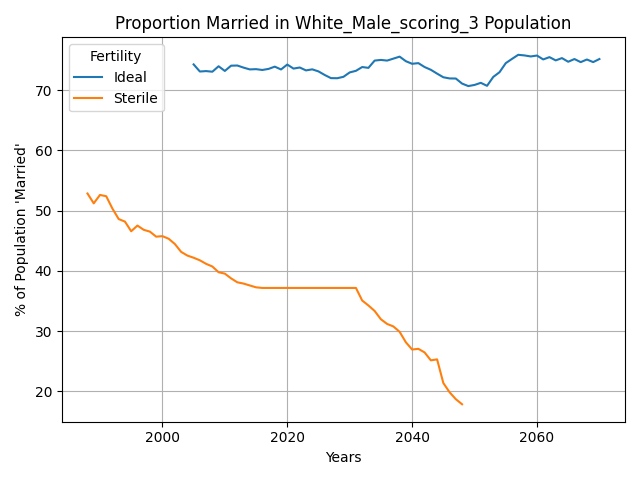 Proportion Married in White_Male_scoring_3 Population
Fertility
Ideal
Sterile
% of Population 'Married'
70
60
50
40
30
20
2000
2020
2040
2060
Years